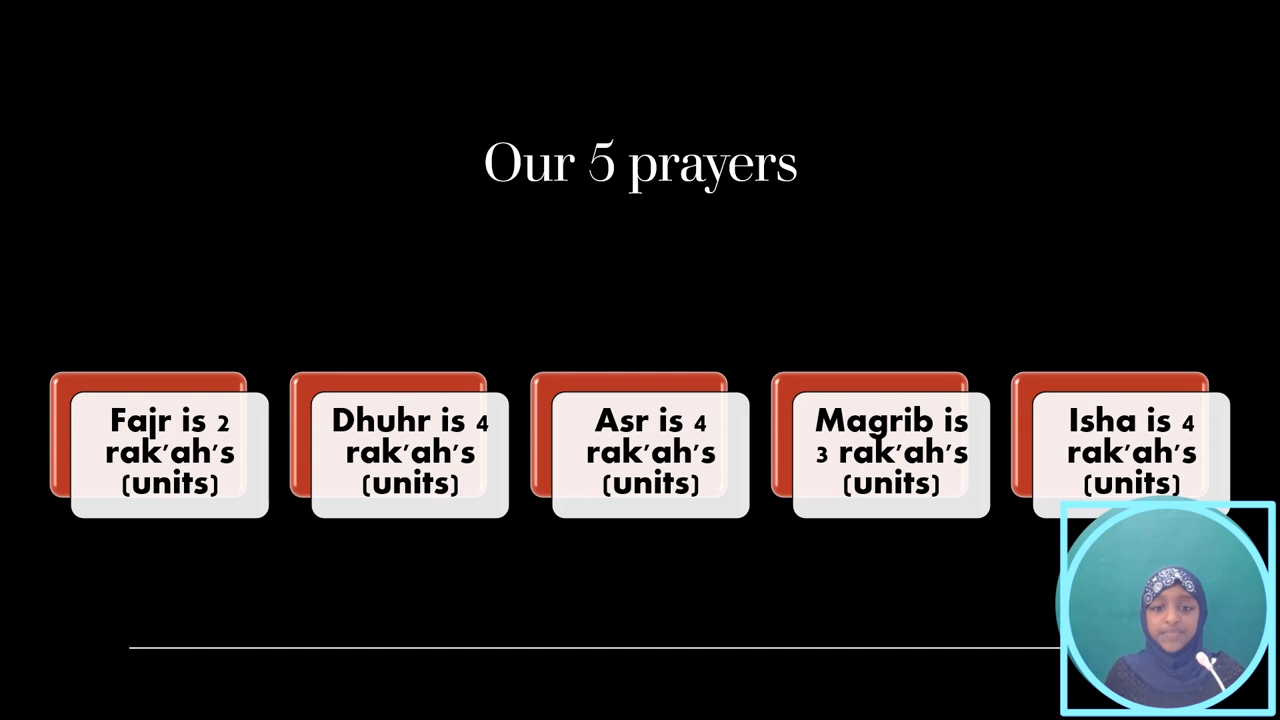 Our 5 prayers
Fajr is 2
rak'ah's
(units)
Dhuhr is 4
rak'ah's
(units)
Asr is 4
rak'ah's
(units)
Magrib is
3 rak'ah's
(units)
Isha is 4
rak'ah's
(units)